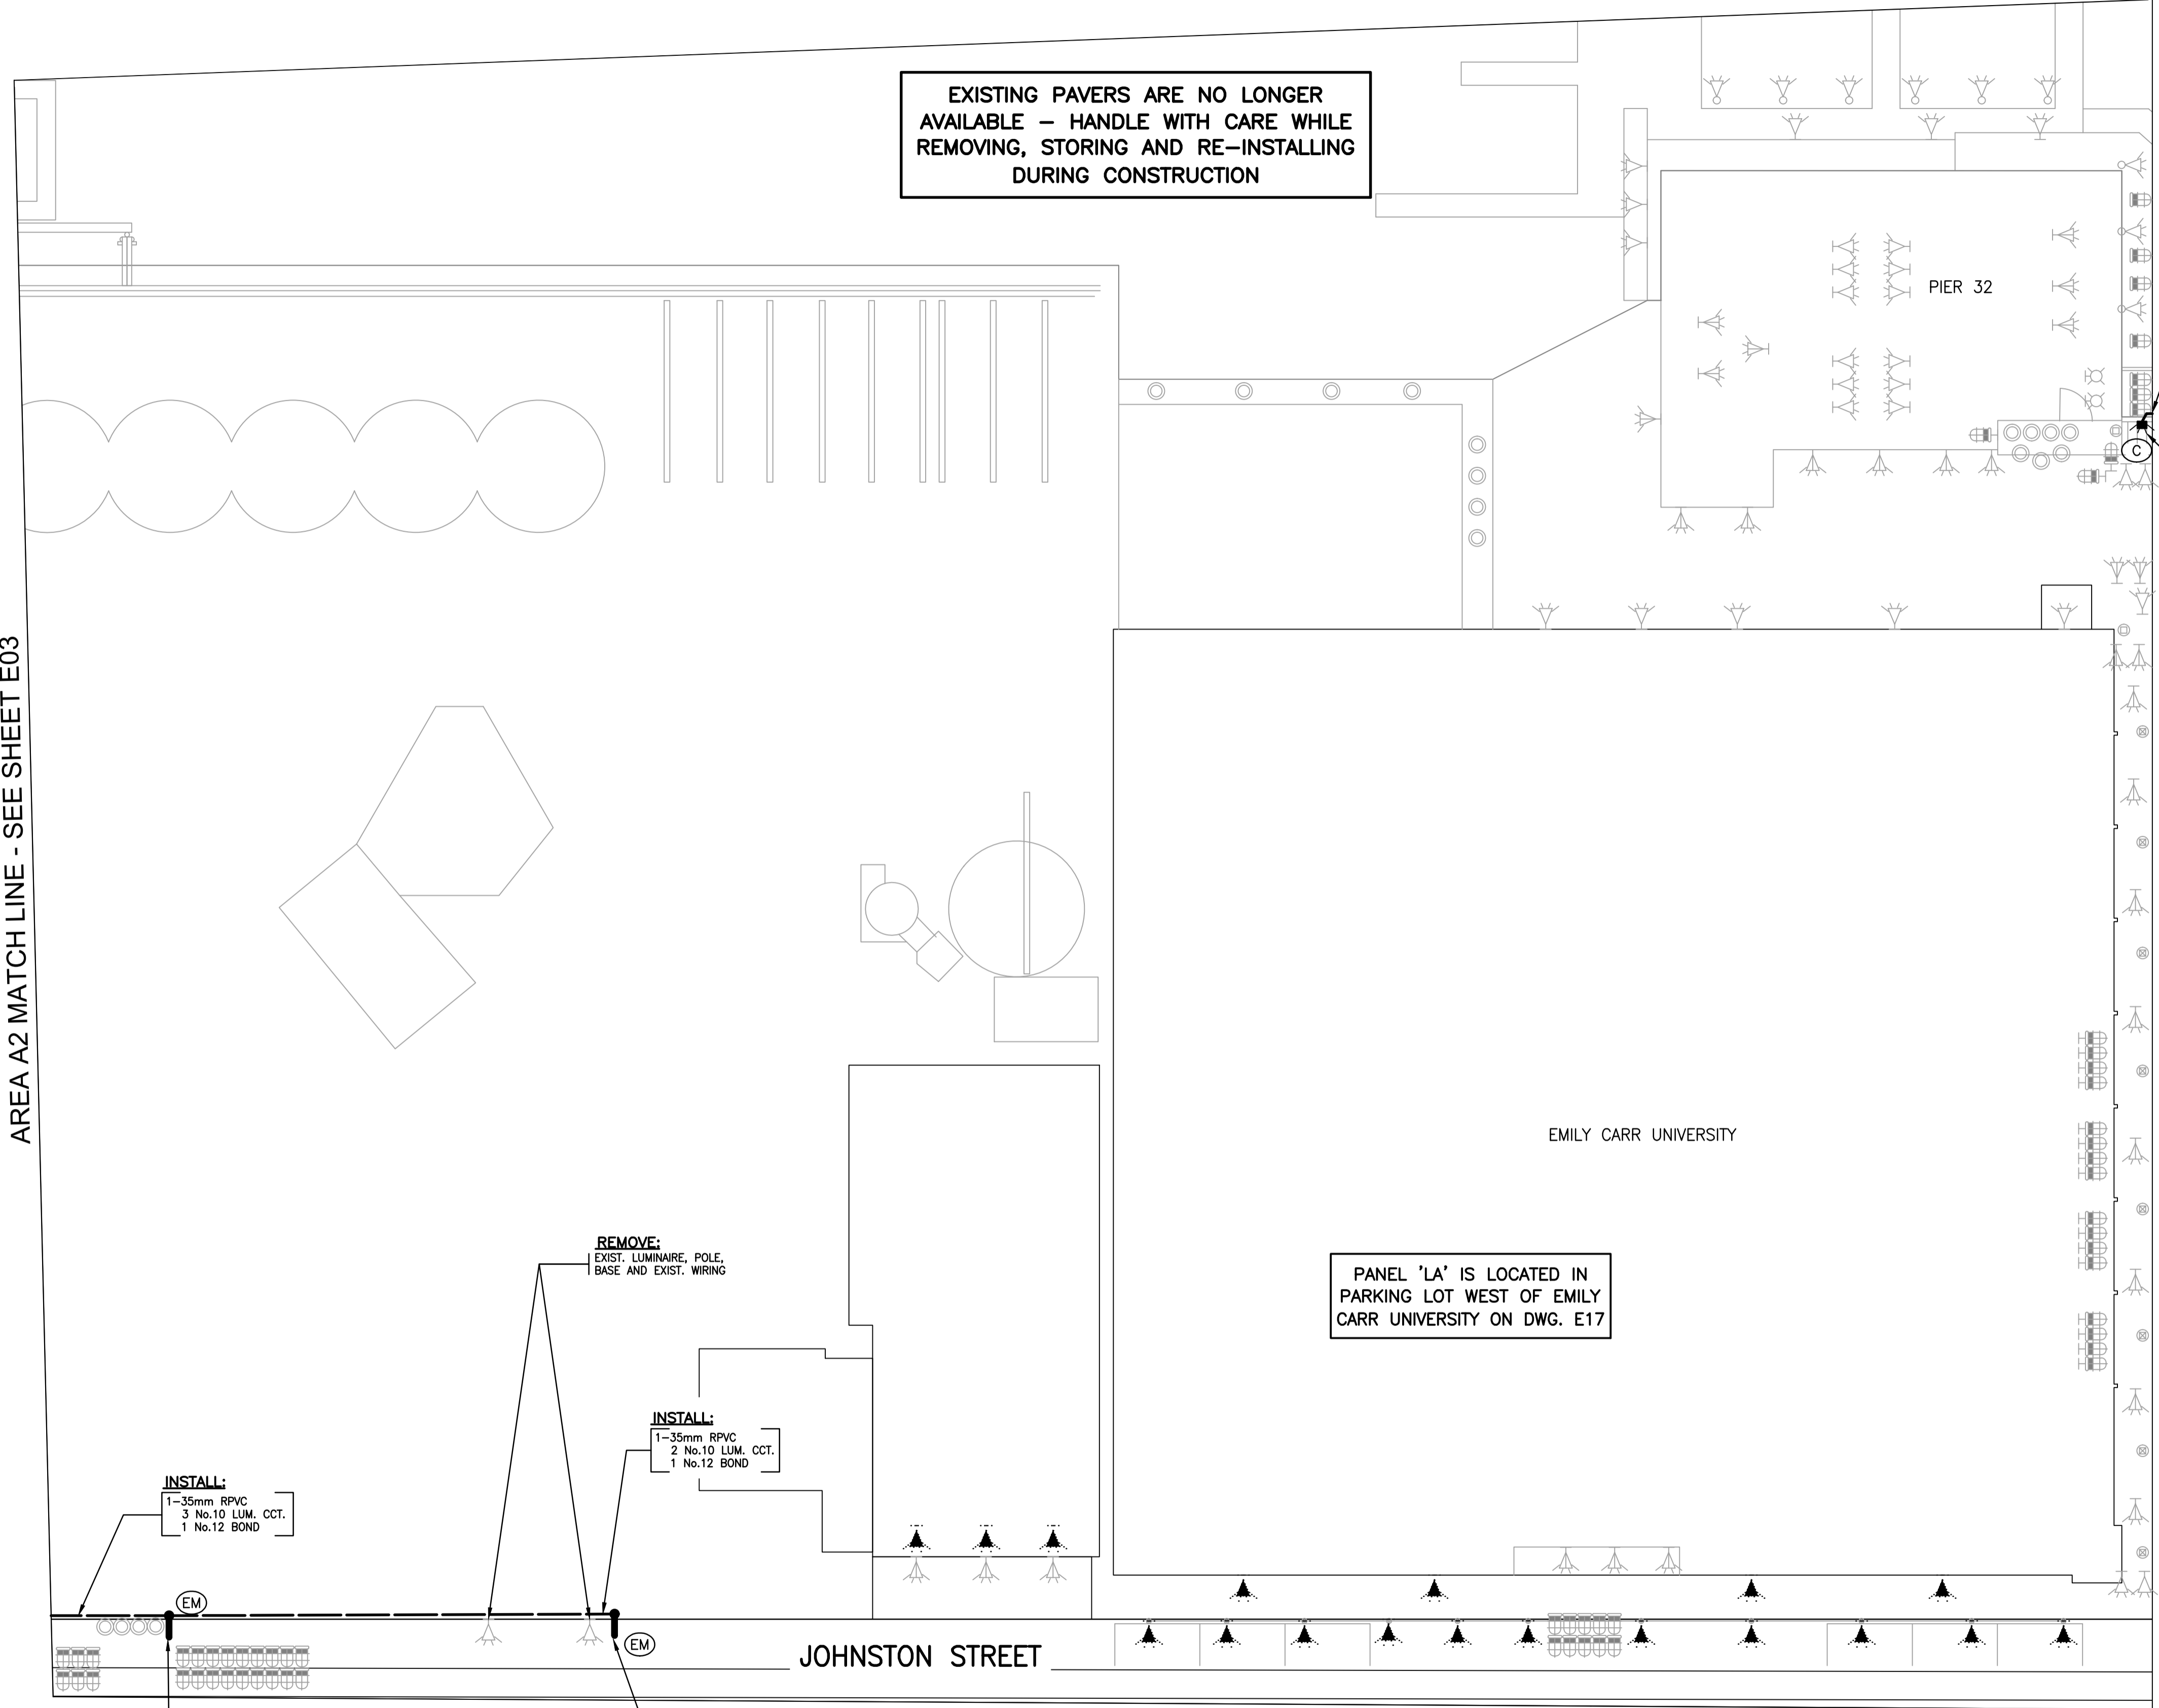 EXISTING PAVERS ARE NO LONGER
AVAILABLE – HANDLE WITH CARE WHILE
REMOVING, STORING AND RE–INSTALLING
DURING CONSTRUCTION
PIER 32
C
AREA A2 MATCH LINE - SEE SHEET E03
EMILY CARR UNIVERSITY
REMOVE:
EXIST. LUMINAIRE, POLE,
BASE AND EXIST. WIRING
PANEL 'LA' IS LOCATED IN
PARKING LOT WEST OF EMILY
CARR UNIVERSITY ON DWG. E17
INSTALL:
1–35mm RPVC
2 No.10 LUM. CCT.
1 No.12 BOND
INSTALL:
1–35mm RPVC
3 No.10 LUM. CCT.
1 No.12 BOND
EM
EM
JOHNSTON STREET